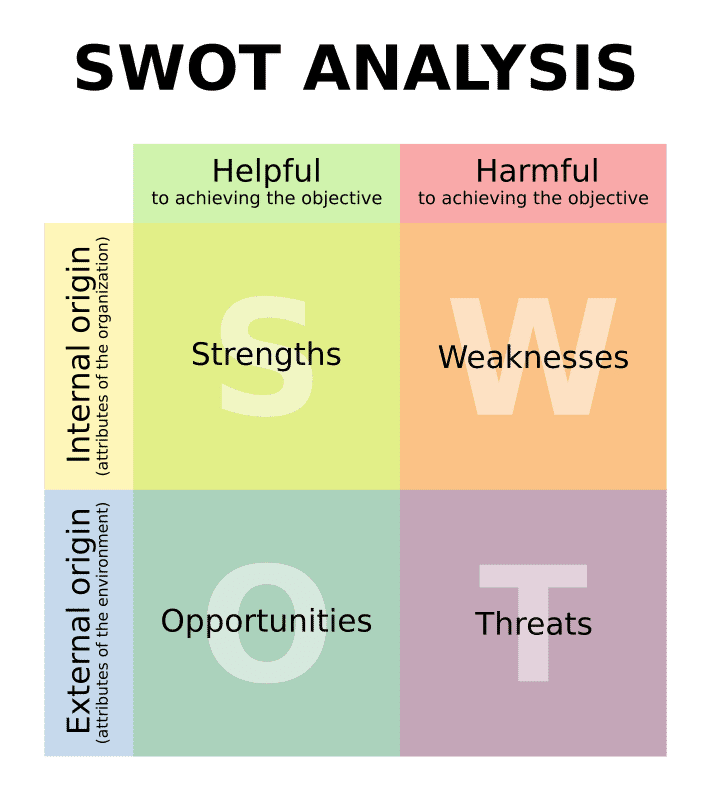 SWOT ANALYSIS
Helpful
to achieving the objective
Harmful
to achieving the objective
Internal origin
(attributes of the organization)
S
Strengths
W
Weaknesses
External origin
(attributes of the environment)
O
Opportunities
T
Threats